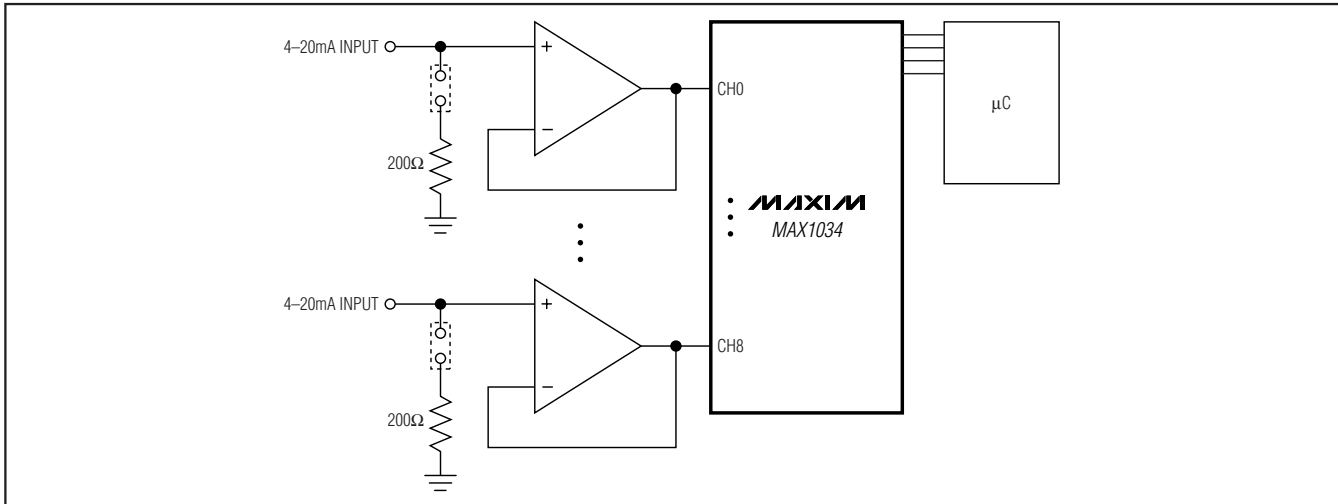 4–20mA INPUT
+
−
200Ω
CH0
µC
MAXIM
MAX1034
4–20mA INPUT
+
−
200Ω
CH8